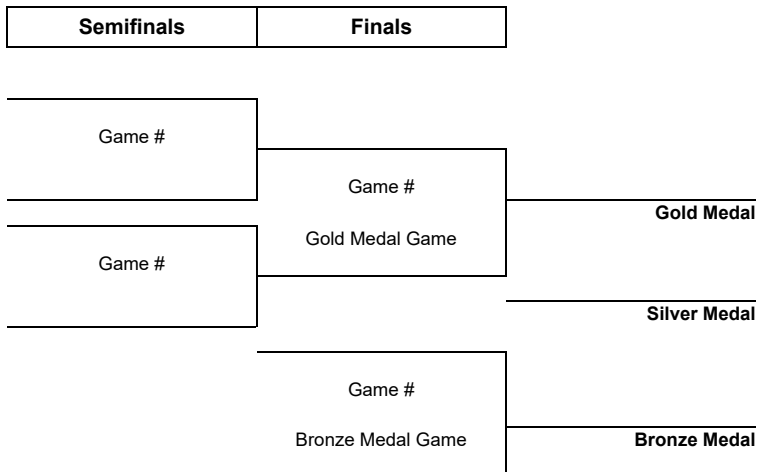 Semifinals Finals
Game #
Game #
Gold Medal
Gold Medal Game
Game #
Silver Medal
Game #
Bronze Medal Game Bronze Medal